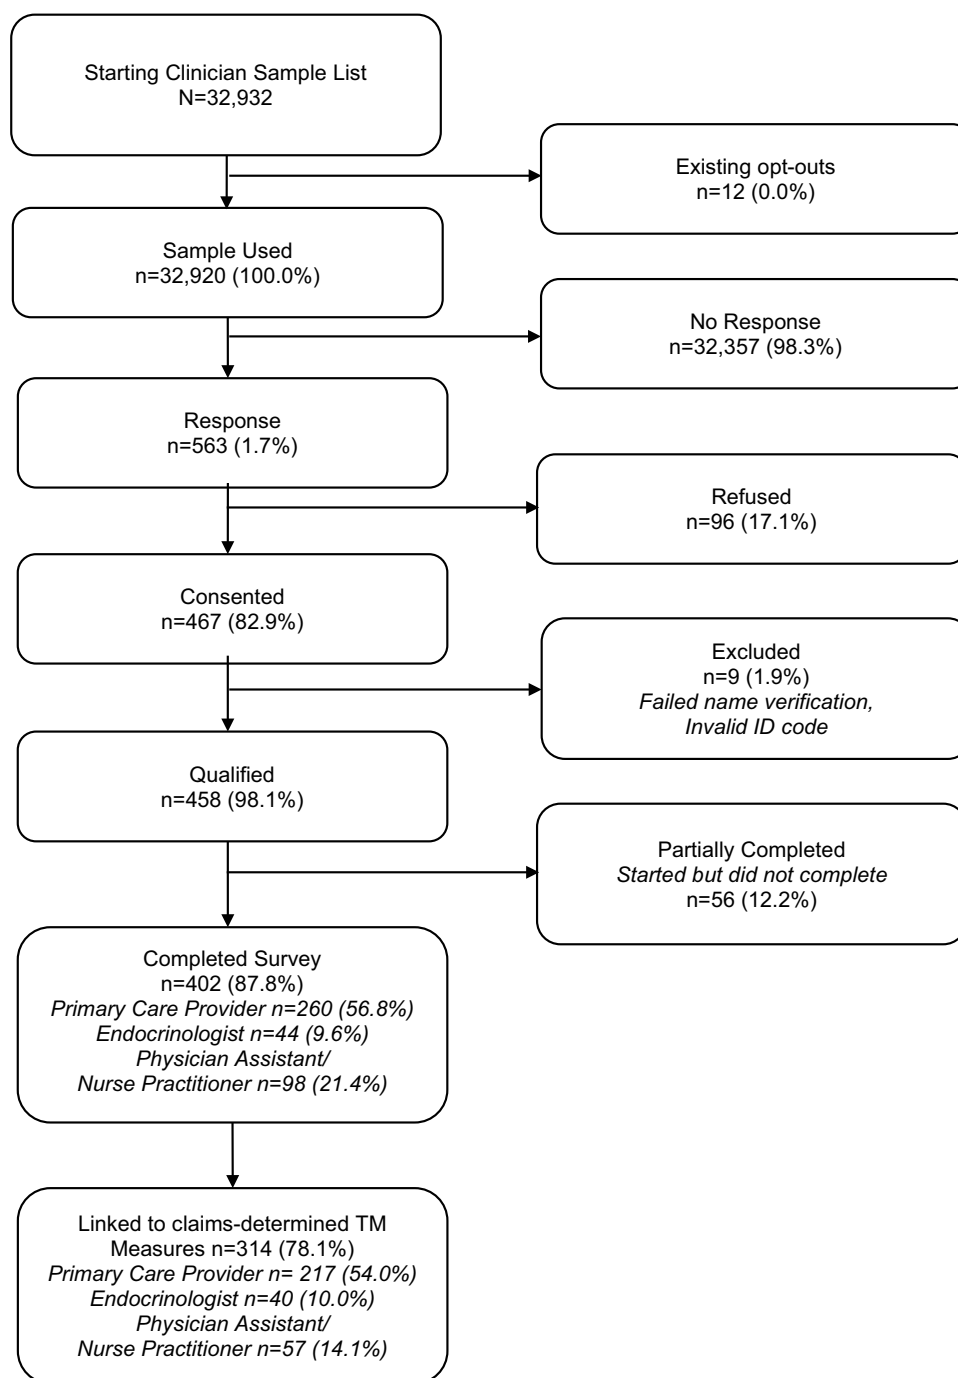 Starting Clinician Sample List
N=32,932
Existing opt-outs
n=12 (0.0%)
Sample Used
n=32,920 (100.0%)
No Response
n=32,357 (98.3%)
Response
n=563 (1.7%)
Refused
n=96 (17.1%)
Consented
n=467 (82.9%)
Excluded
n=9 (1.9%)
Failed name verification,
Invalid ID code
Qualified
n=458 (98.1%)
Partially Completed
Started but did not complete
n=56 (12.2%)
Completed Survey
n=402 (87.8%)
Primary Care Provider n=260 (56.8%)
Endocrinologist n=44 (9.6%)
Physician Assistant/
Nurse Practitioner n=98 (21.4%)
Linked to claims-determined TM
Measures n=314 (78.1%)
Primary Care Provider n= 217 (54.0%)
Endocrinologist n=40 (10.0%)
Physician Assistant/
Nurse Practitioner n=57 (14.1%)